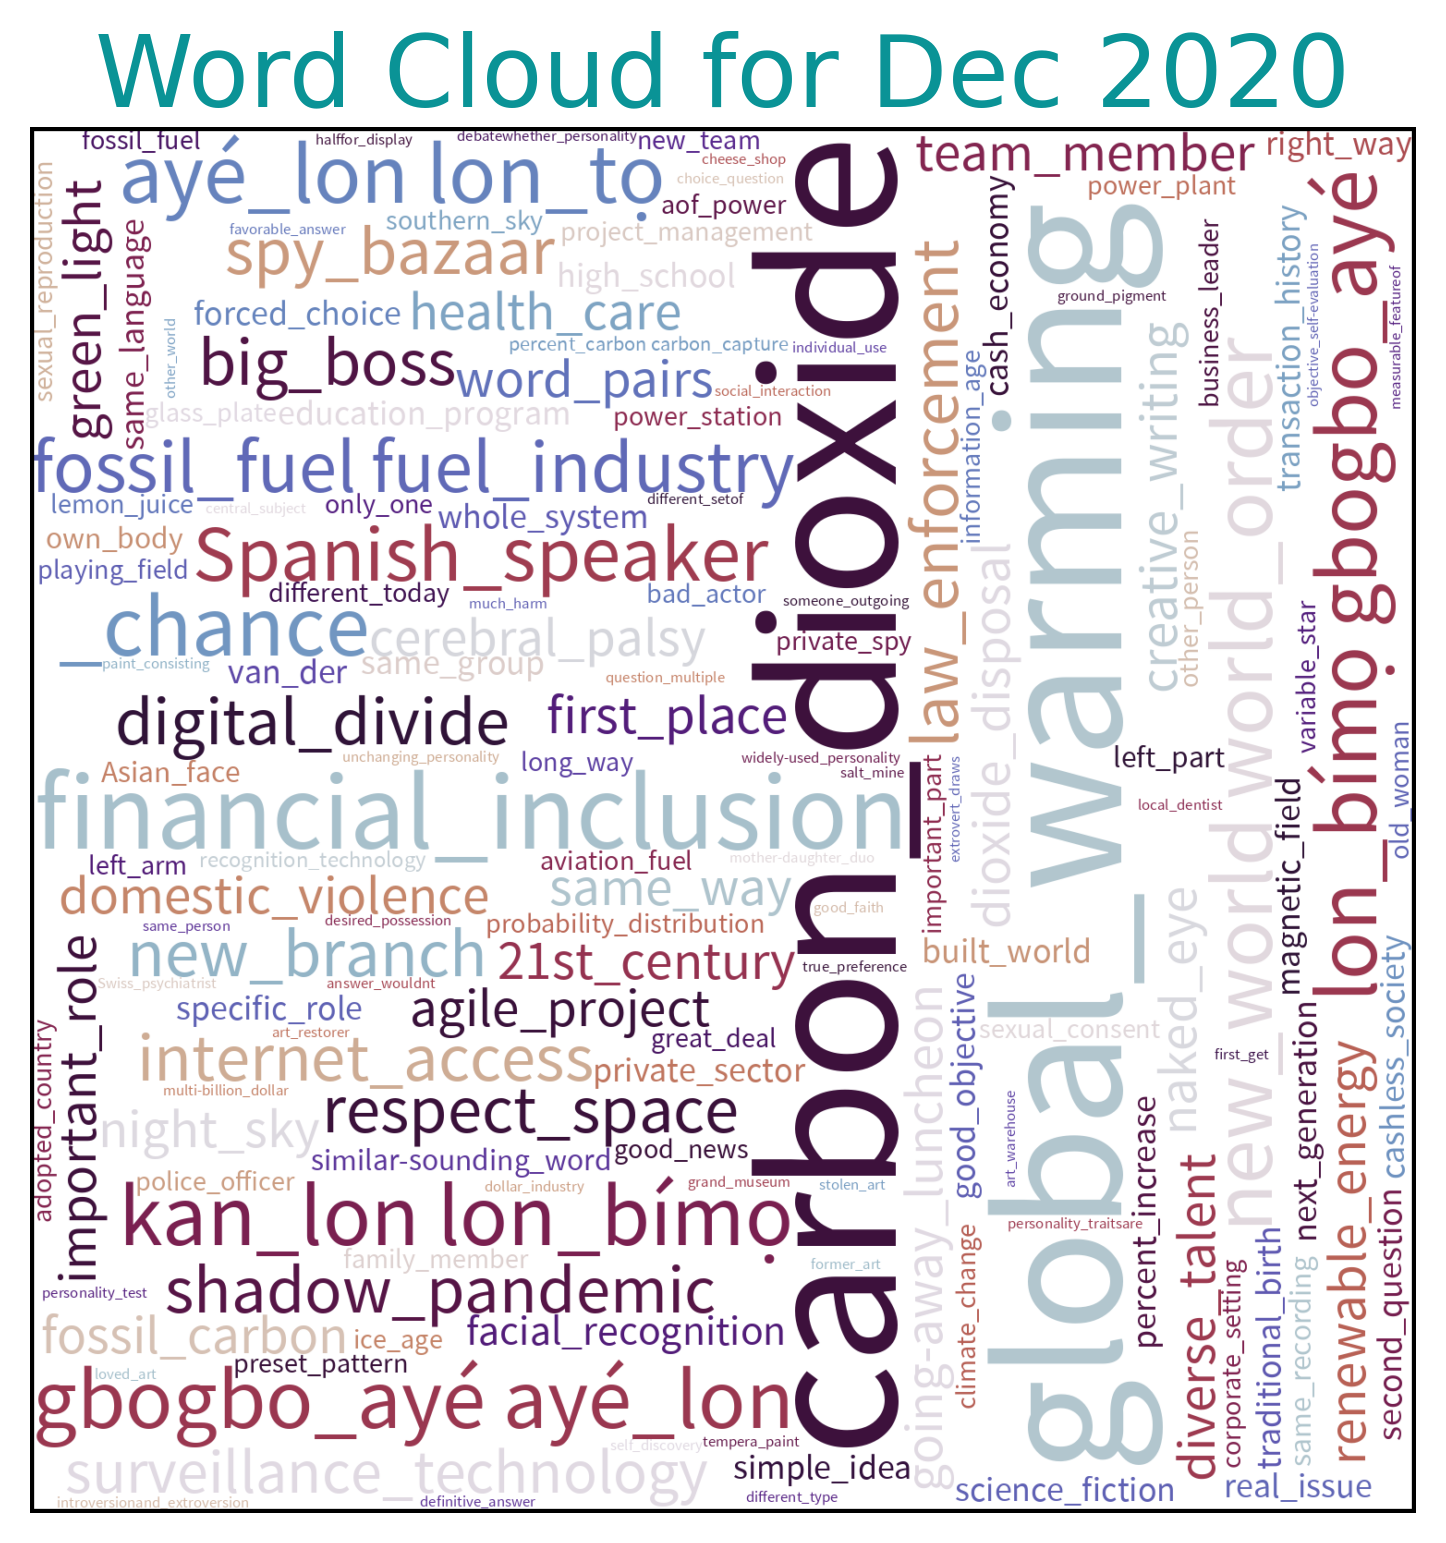 Word Cloud for Dec 2020
fossil_fuel
halffor_display
debatewhether_personality
new_team
cheese_shop
choice_question
ayé_lon
lon_tọ
aof_power
southern_sky
favorable_answer
spy_bazaar
project_management
high_school
sexual_reproduction
green_light
same_language
other_world
forced_choice
health_care
percent_carbon
carbon_capture
individual_use
big_boss
word_pairs
social_interaction
glass_plate
education_program
power_station
fossil_fuel
fuel_industry
lemon_juice
central_subject
only_one
whole_system
different_setof
own_body
playing_field
Spanish_speaker
different_today
much_harm
bad_actor
someone_outgoing
_chance
cerebral_palsy
private_spy
paint_consisting
van_der
same_group
question_multiple
digital_divide
first_place
unchanging_personality
long_way
widely-used_personality
salt_mine
Asian_face
financial_inclusion
left_arm
recognition_technology
aviation_fuel
mother-daughter_duo
domestic_violence
same_way
good_faith
same_person
desired_possession
probability_distribution
new_branch
21st_century
true_preference
Swiss_psychiatrist
answer_wouldnt
specific_role
agile_project
art_restorer
great_deal
internet_access
private_sector
multi-billion_dollar
adopted_country
important_role
night_sky
respect_space
good_news
similar-sounding_word
police_officer
dollar_industry
grand_museum
stolen_art
kan_lon
lon_bímọ
family_member
former_art
personality_test
shadow_pandemic
fossil_carbon
ice_age
facial_recognition
loved_art
preset_pattern
gbogbo_ayé
ayé_lon
self_discovery
tempera_paint
surveillance_technology
simple_idea
introversionand_extroversion
definitive_answer
different_type
carbon_dioxide
team_member
right_way
power_plant
law_enforcement
cash_economy
information_age
global_warming
ground_pigment
business_leader
transaction_history
objective_self-evaluation
measurable_featureof
gbogbo_ayé
creative_writing
other_person
new_world
world_order
dioxide_disposal
variable_star
lon_bímọ
old_woman
left_part
local_dentist
important_part
extrovert_draws
magnetic_field
built_world
naked_eye
going-away_luncheon
good_objective
sexual_consent
first_get
cashless_society
next_generation
art_warehouse
percent_increase
personality_traitsare
climate_change
diverse_talent
corporate_setting
traditional_birth
same_recording
renewable_energy
second_question
science_fiction
real_issue